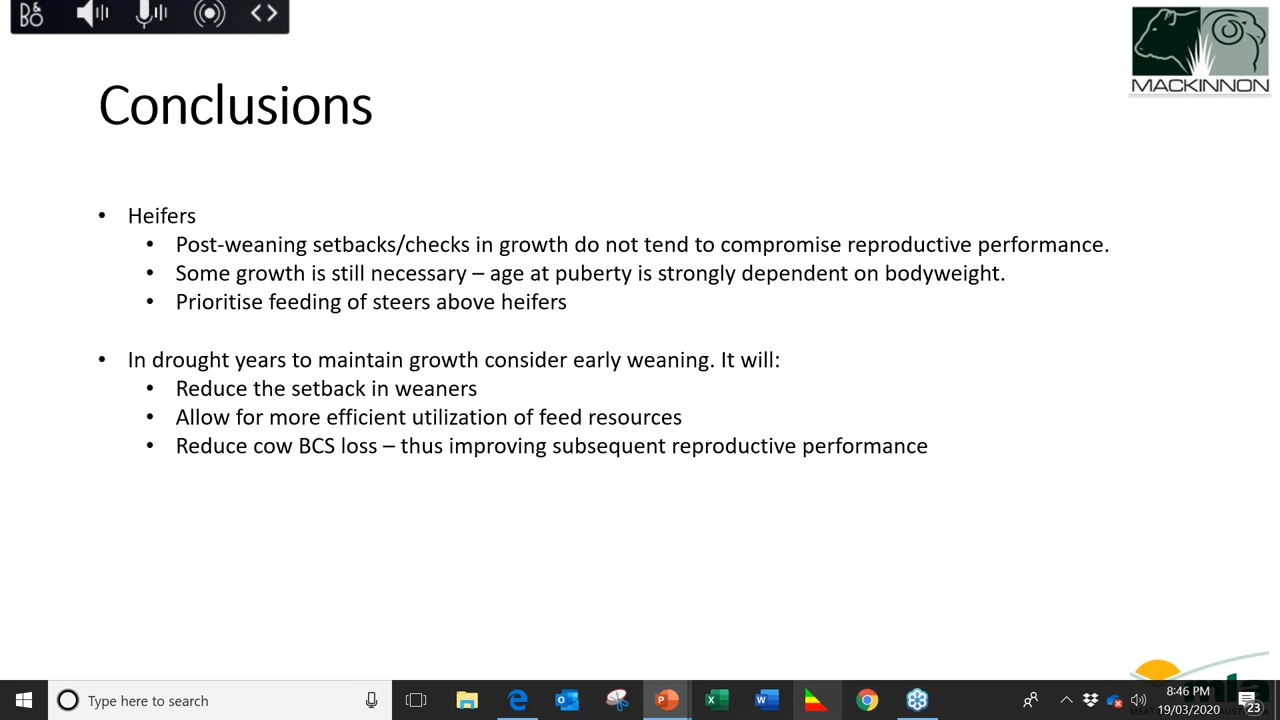 MACKINNON
Conclusions
• Heifers
• Post-weaning setbacks/checks in growth do not tend to compromise reproductive performance.
• Some growth is still necessary – age at puberty is strongly dependent on bodyweight.
• Prioritise feeding of steers above heifers
• In drought years to maintain growth consider early weaning. It will:
• Reduce the setback in weaners
• Allow for more efficient utilization of feed resources
• Reduce cow BCS loss – thus improving subsequent reproductive performance
mla
Type here to search
8:46 PM
19/03/2020
23